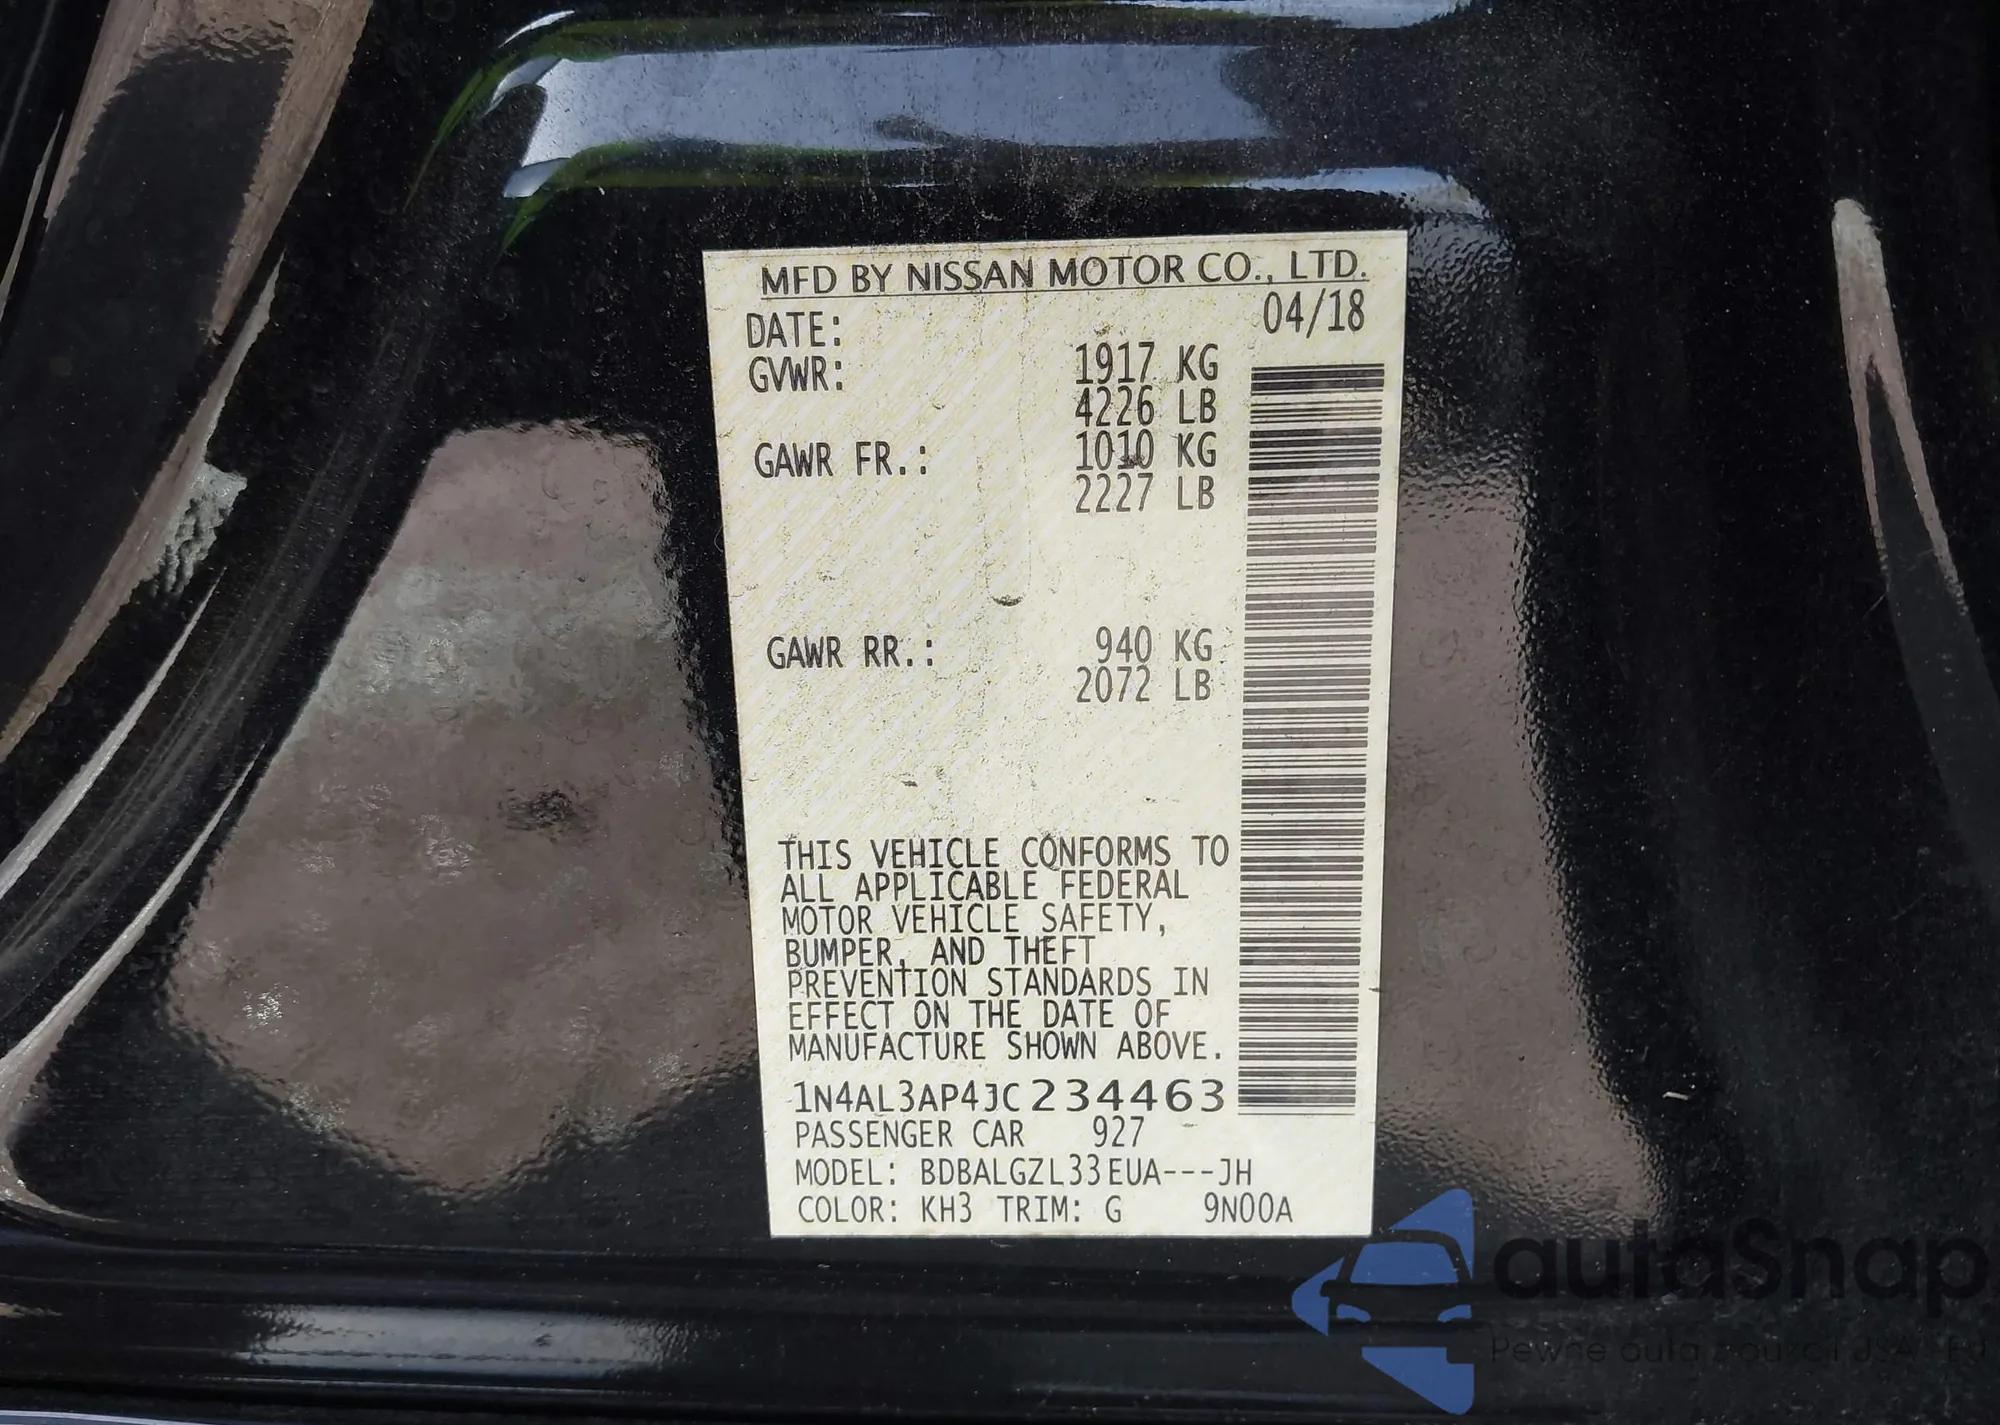 MFD BY NISSAN MOTOR CO., LTD.
DATE: 04/18
GVWR: 1917 KG
4226 LB
GAWR FR.: 1010 KG
2227 LB
GAWR RR.: 940 KG
2072 LB
THIS VEHICLE CONFORMS TO
ALL APPLICABLE FEDERAL
MOTOR VEHICLE SAFETY,
BUMPER, AND THEFT
PREVENTION STANDARDS IN
EFFECT ON THE DATE OF
MANUFACTURE SHOWN ABOVE.
1N4AL3AP4JC234463
PASSENGER CAR 927
MODEL: BDBALGZL33EUA---JH
COLOR: KH3 TRIM: G 9N00A
autaSnap
Pewne auta